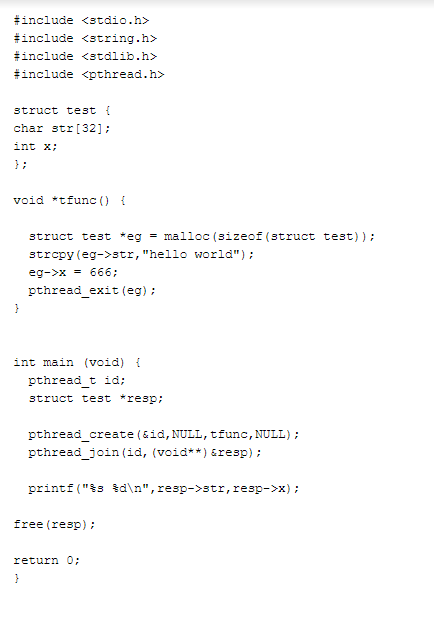 #include <stdio.h>
#include <string.h>
#include <stdlib.h>
#include <pthread.h>
struct test {
char str[32];
int x;
};
void *tfunc() {
struct test *eg = malloc(sizeof(struct test));
strcpy(eg->str,"hello world");
eg->x = 666;
pthread_exit(eg);
}
int main (void) {
pthread_t id;
struct test *resp;
pthread_create(&id,NULL,tfunc,NULL);
pthread_join(id,(void**)&resp);
printf("%s %d\n",resp->str,resp->x);
free(resp);
return 0;
}